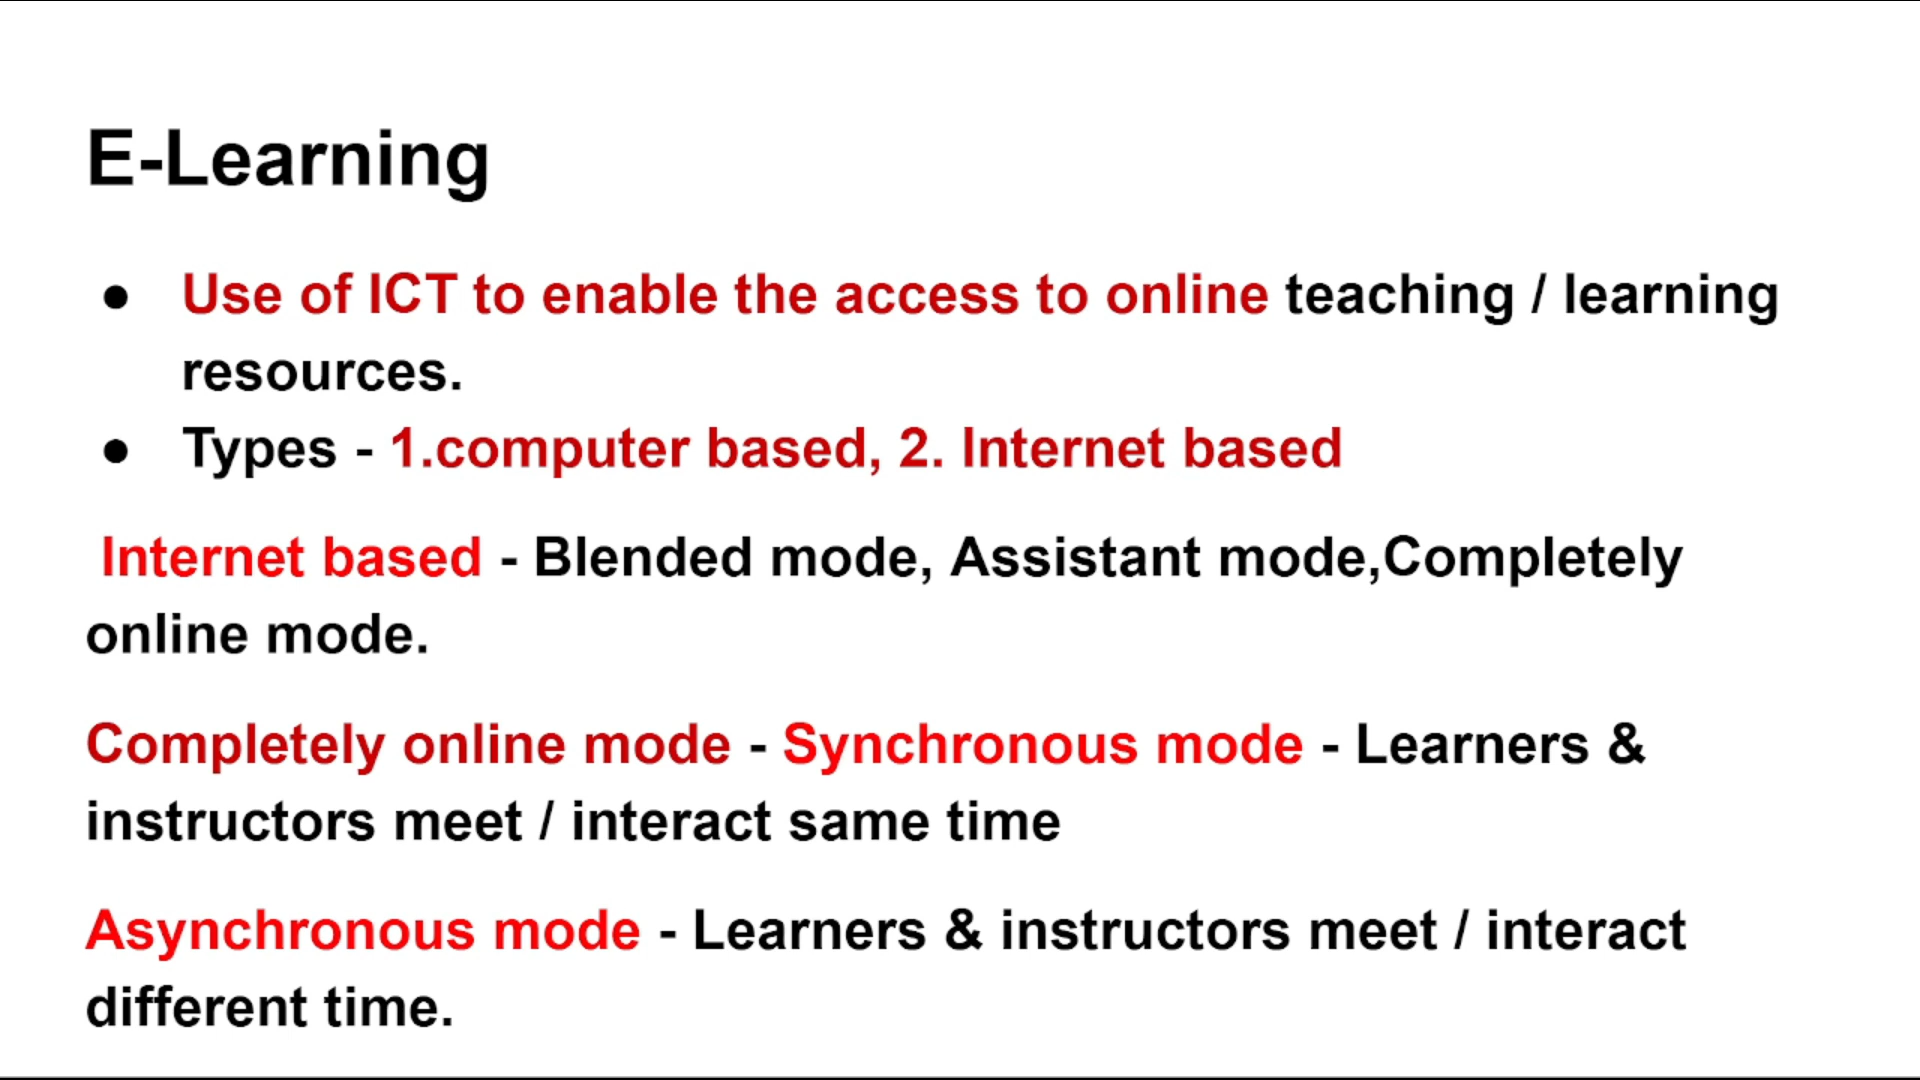 E-Learning
● Use of ICT to enable the access to online teaching / learning
resources.
● Types - 1.computer based, 2. Internet based
Internet based - Blended mode, Assistant mode,Completely
online mode.
Completely online mode - Synchronous mode - Learners &
instructors meet / interact same time
Asynchronous mode - Learners & instructors meet / interact
different time.